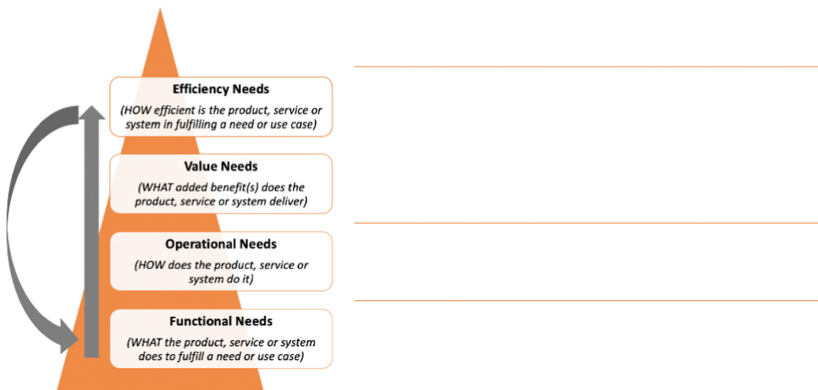 Efficiency Needs
(HOW efficient is the product, service or
system in fulfilling a need or use case)
Value Needs
(WHAT added benefit(s) does the
product, service or system deliver)
Operational Needs
(HOW does the product, service or
system do it)
Functional Needs
(WHAT the product, service or system
does to fulfill a need or use case)